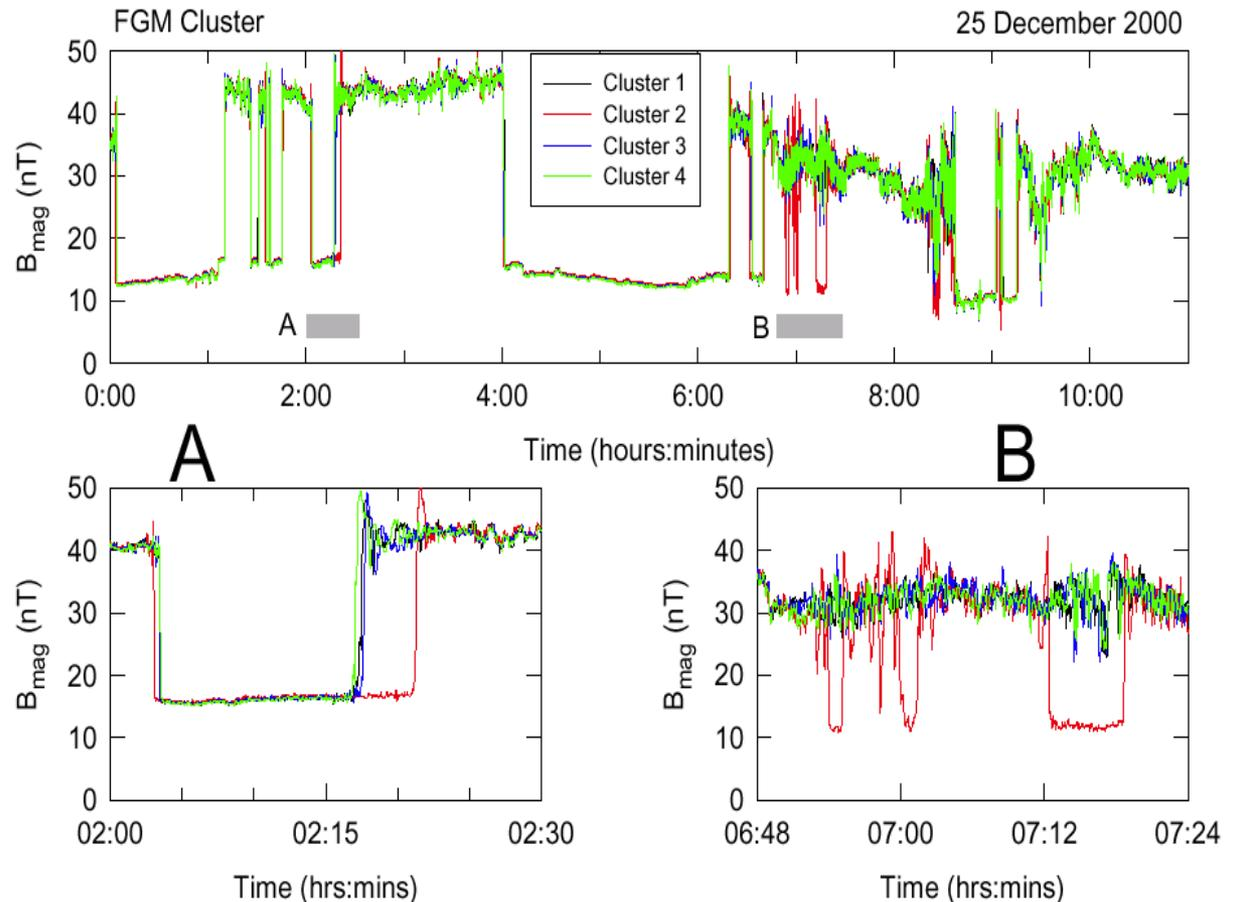 FGM Cluster
25 December 2000
50
40
30
20
10
0
B_mag (nT)
Cluster 1
Cluster 2
Cluster 3
Cluster 4
A
B
0:00 2:00 4:00 6:00 8:00 10:00
Time (hours:minutes)
A
50
40
30
20
10
0
B_mag (nT)
02:00 02:15 02:30
Time (hrs:mins)
B
50
40
30
20
10
0
B_mag (nT)
06:48 07:00 07:12 07:24
Time (hrs:mins)